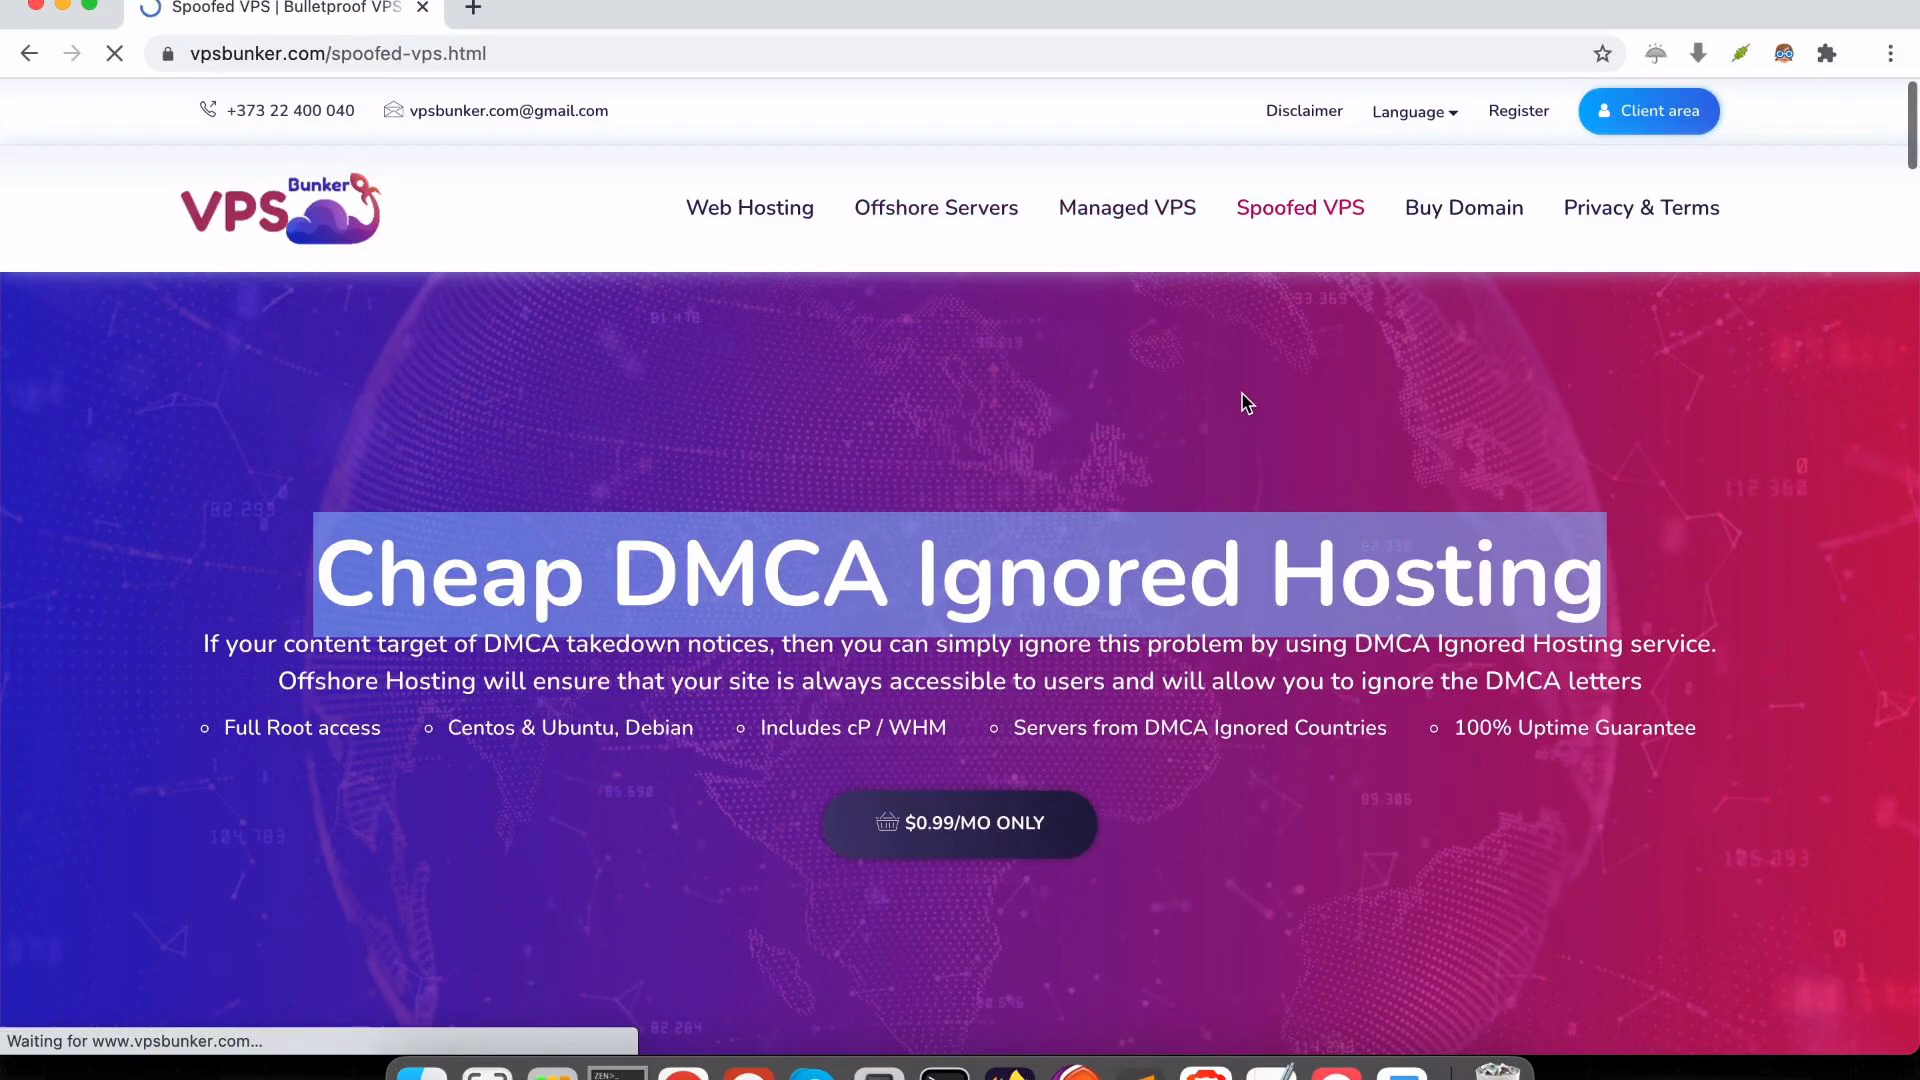 Spoofed VPS | Bulletproof VPS
vpsbunker.com/spoofed-vps.html
+373 22 400 040
vpsbunker.com@gmail.com
Disclaimer
Language
Register
Client area
VPS Bunker
Web Hosting
Offshore Servers
Managed VPS
Spoofed VPS
Buy Domain
Privacy & Terms
Cheap DMCA Ignored Hosting
If your content target of DMCA takedown notices, then you can simply ignore this problem by using DMCA Ignored Hosting service.
Offshore Hosting will ensure that your site is always accessible to users and will allow you to ignore the DMCA letters
Full Root access
Centos & Ubuntu, Debian
Includes cP / WHM
Servers from DMCA Ignored Countries
100% Uptime Guarantee
$0.99/MO ONLY
Waiting for www.vpsbunker.com...